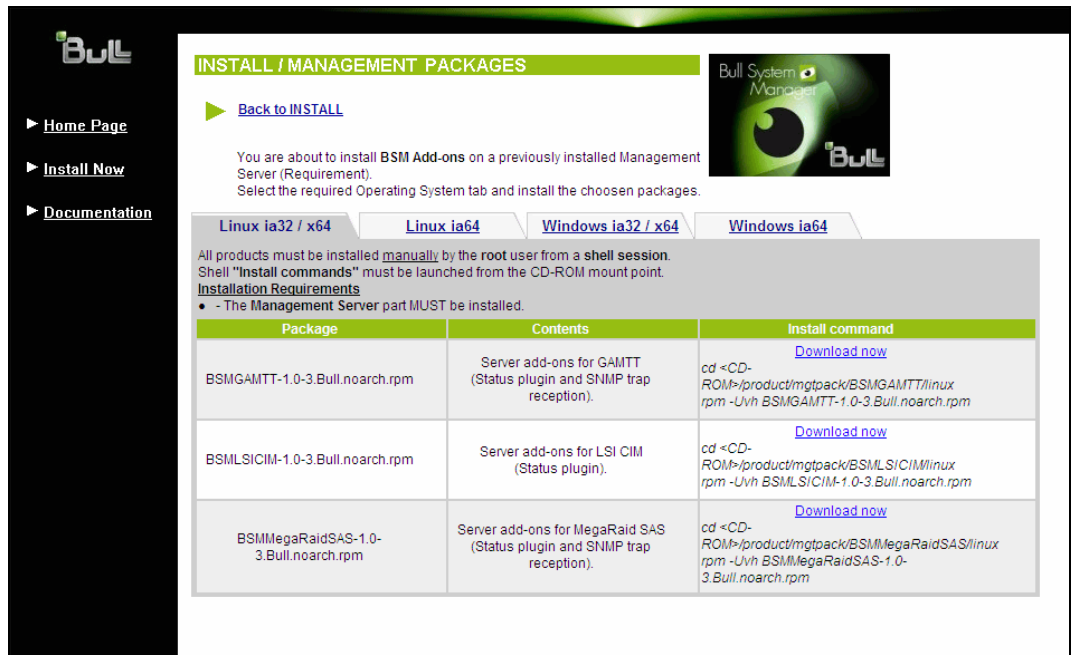 Bull
Home Page
Install Now
Documentation
INSTALL / MANAGEMENT PACKAGES
Bull System
Manager
Bull
Back to INSTALL
You are about to install BSM Add-ons on a previously installed Management
Server (Requirement).
Select the required Operating System tab and install the choosen packages.
Linux ia32 / x64
Linux ia64
Windows ia32 / x64
Windows ia64
All products must be installed manually by the root user from a shell session.
Shell "Install commands" must be launched from the CD-ROM mount point.
Installation Requirements
● - The Management Server part MUST be installed.
Package
Contents
Install command
BSMGAMTT-1.0-3.Bull.noarch.rpm
Server add-ons for GAMTT
(Status plugin and SNMP trap
reception).
Download now
cd <CD-
ROM>/product/mgtpack/BSMGAMTT/linux
rpm -Uvh BSMGAMTT-1.0-3.Bull.noarch.rpm
BSMLSICIM-1.0-3.Bull.noarch.rpm
Server add-ons for LSI CIM
(Status plugin).
Download now
cd <CD-
ROM>/product/mgtpack/BSMLSICIM/linux
rpm -Uvh BSMLSICIM-1.0-3.Bull.noarch.rpm
BSMMegaRaidSAS-1.0-
3.Bull.noarch.rpm
Server add-ons for MegaRaid SAS
(Status plugin and SNMP trap
reception).
Download now
cd <CD-
ROM>/product/mgtpack/BSMMegaRaidSAS/linux
rpm -Uvh BSMMegaRaidSAS-1.0-
3.Bull.noarch.rpm